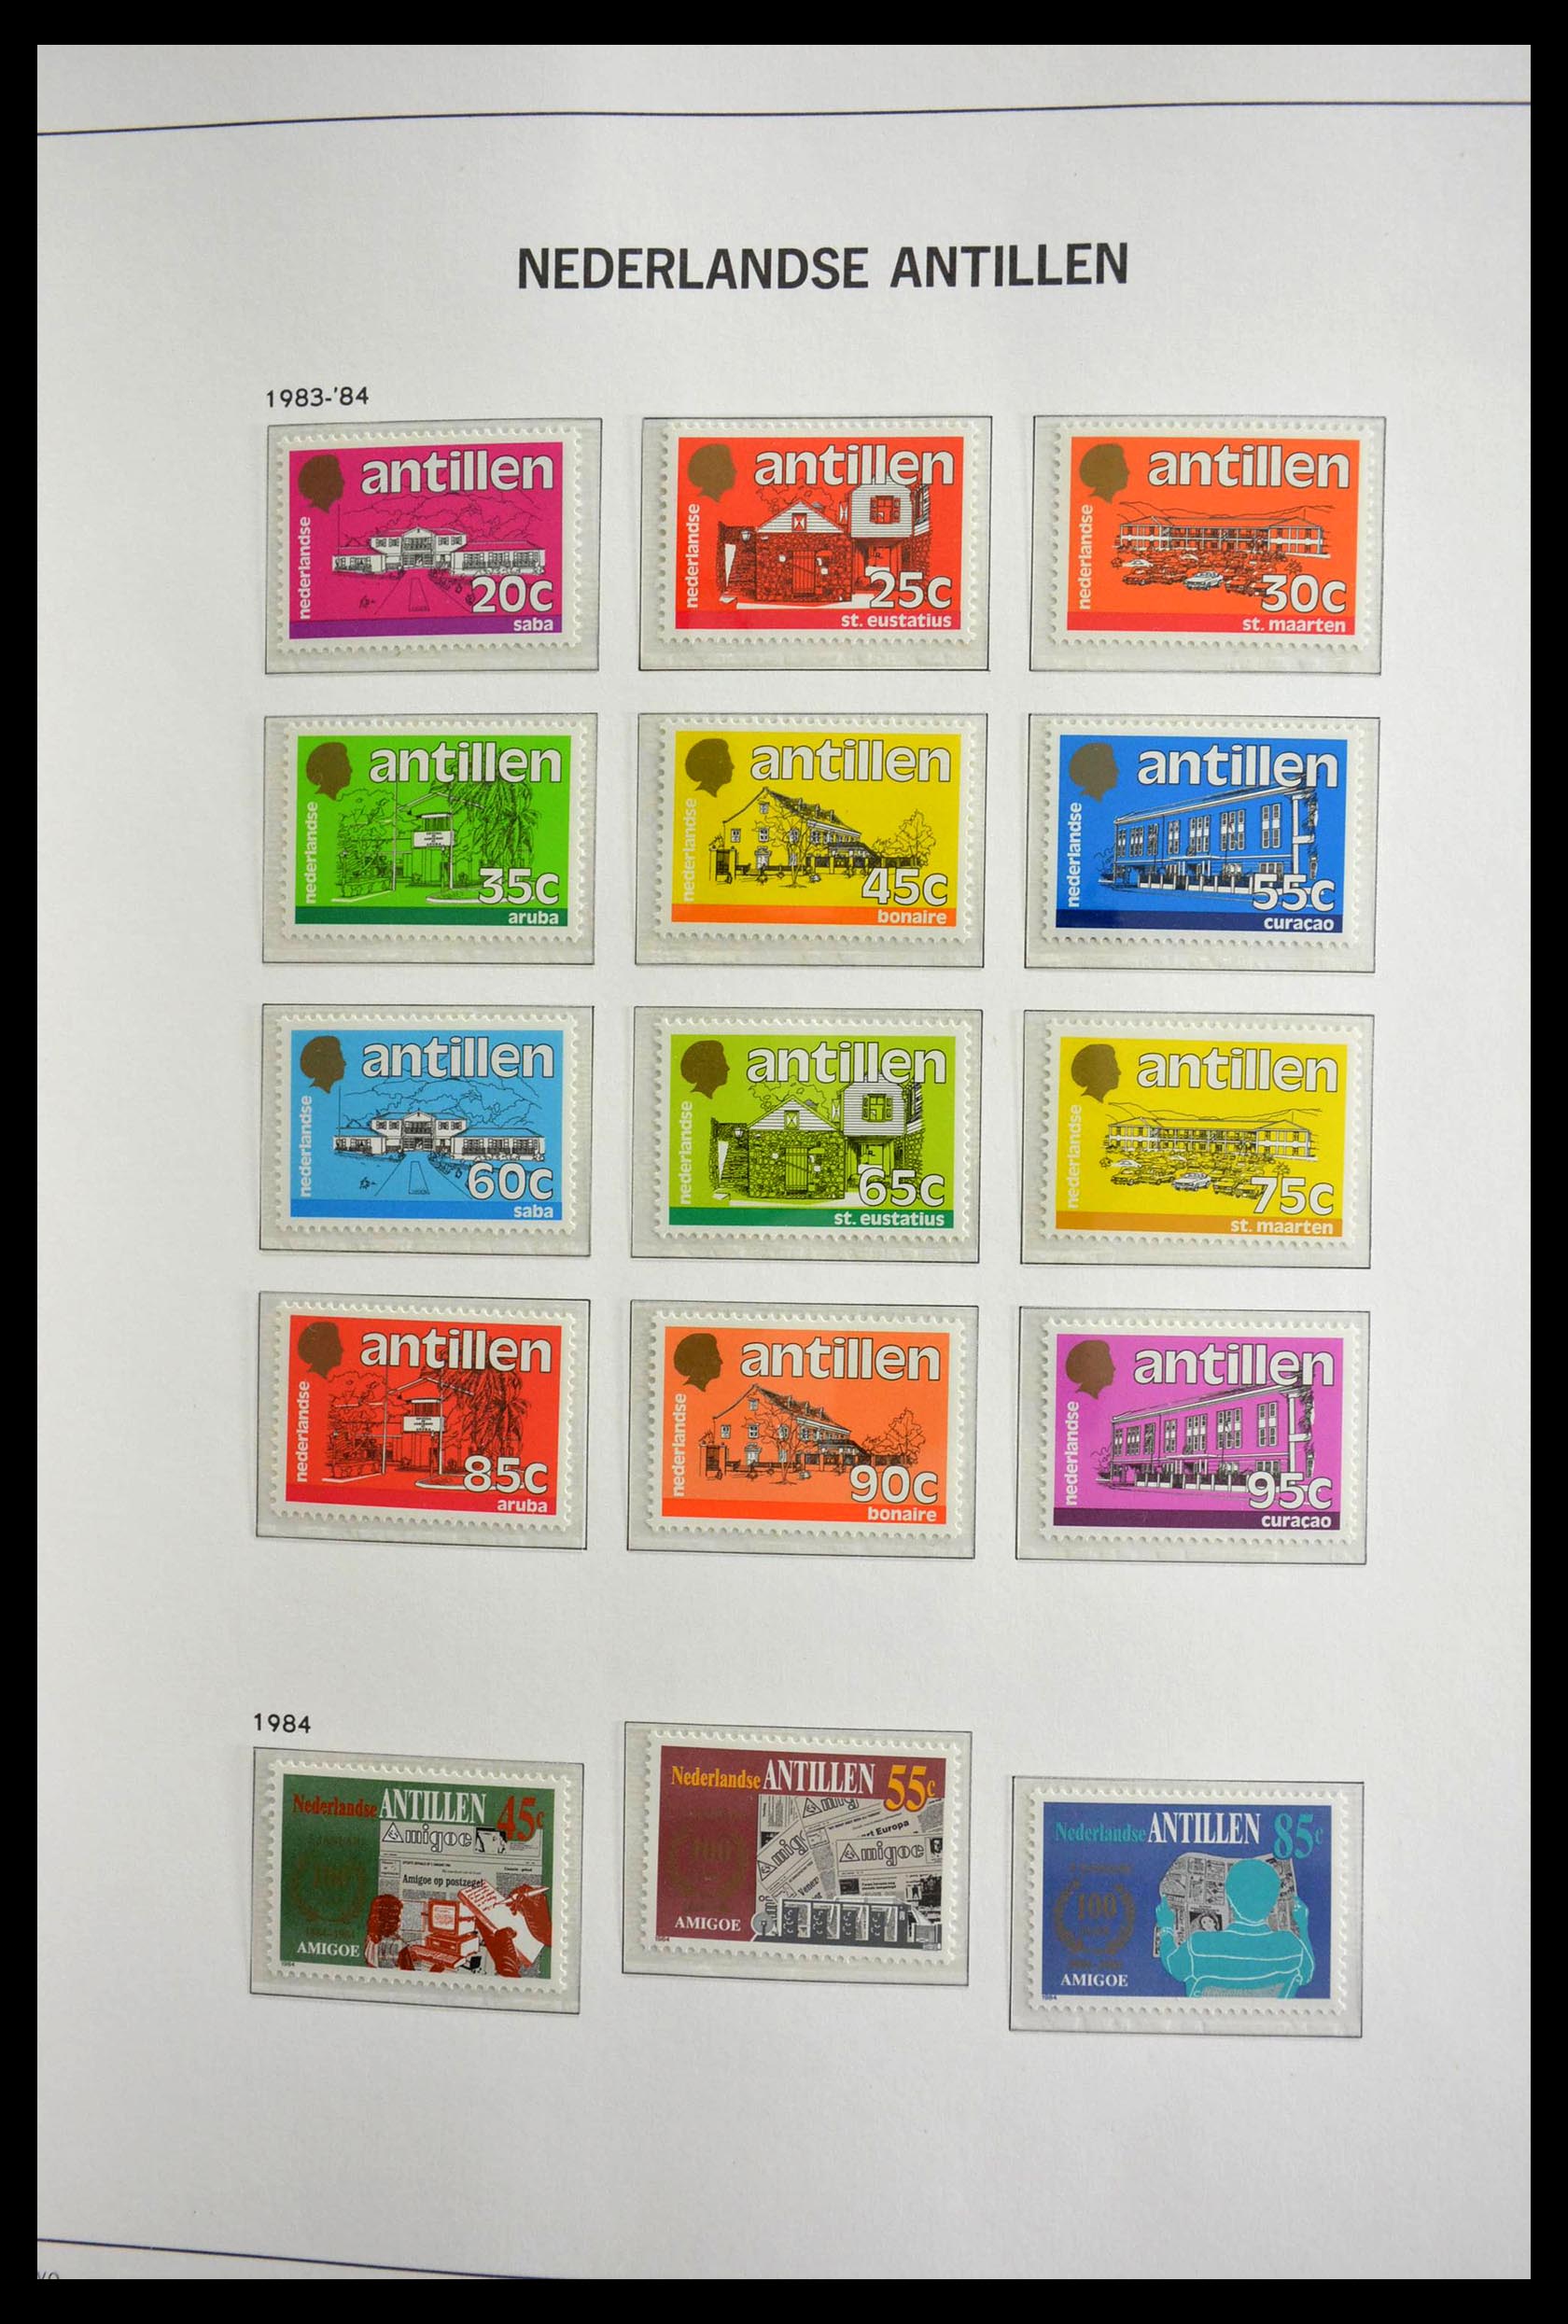 NEDERLANDSE ANTILLEN
1983-'84
antillen
nederlandse
20c
saba
antillen
nederlandse
25c
st. eustatius
antillen
nederlandse
30c
st. maarten
antillen
nederlandse
35c
aruba
antillen
nederlandse
45c
bonaire
antillen
nederlandse
55c
curaçao
antillen
nederlandse
60c
saba
antillen
nederlandse
65c
st. eustatius
antillen
nederlandse
75c
st. maarten
antillen
nederlandse
85c
aruba
antillen
nederlandse
90c
bonaire
antillen
nederlandse
95c
curaçao
1984
Nederlandse ANTILLEN 45c
Amigoe
Amigoe op postzegel
100
AMIGOE
1984
Nederlandse ANTILLEN 55c
Amigoe
100
AMIGOE
1984
Nederlandse ANTILLEN 85c
100
AMIGOE
1984